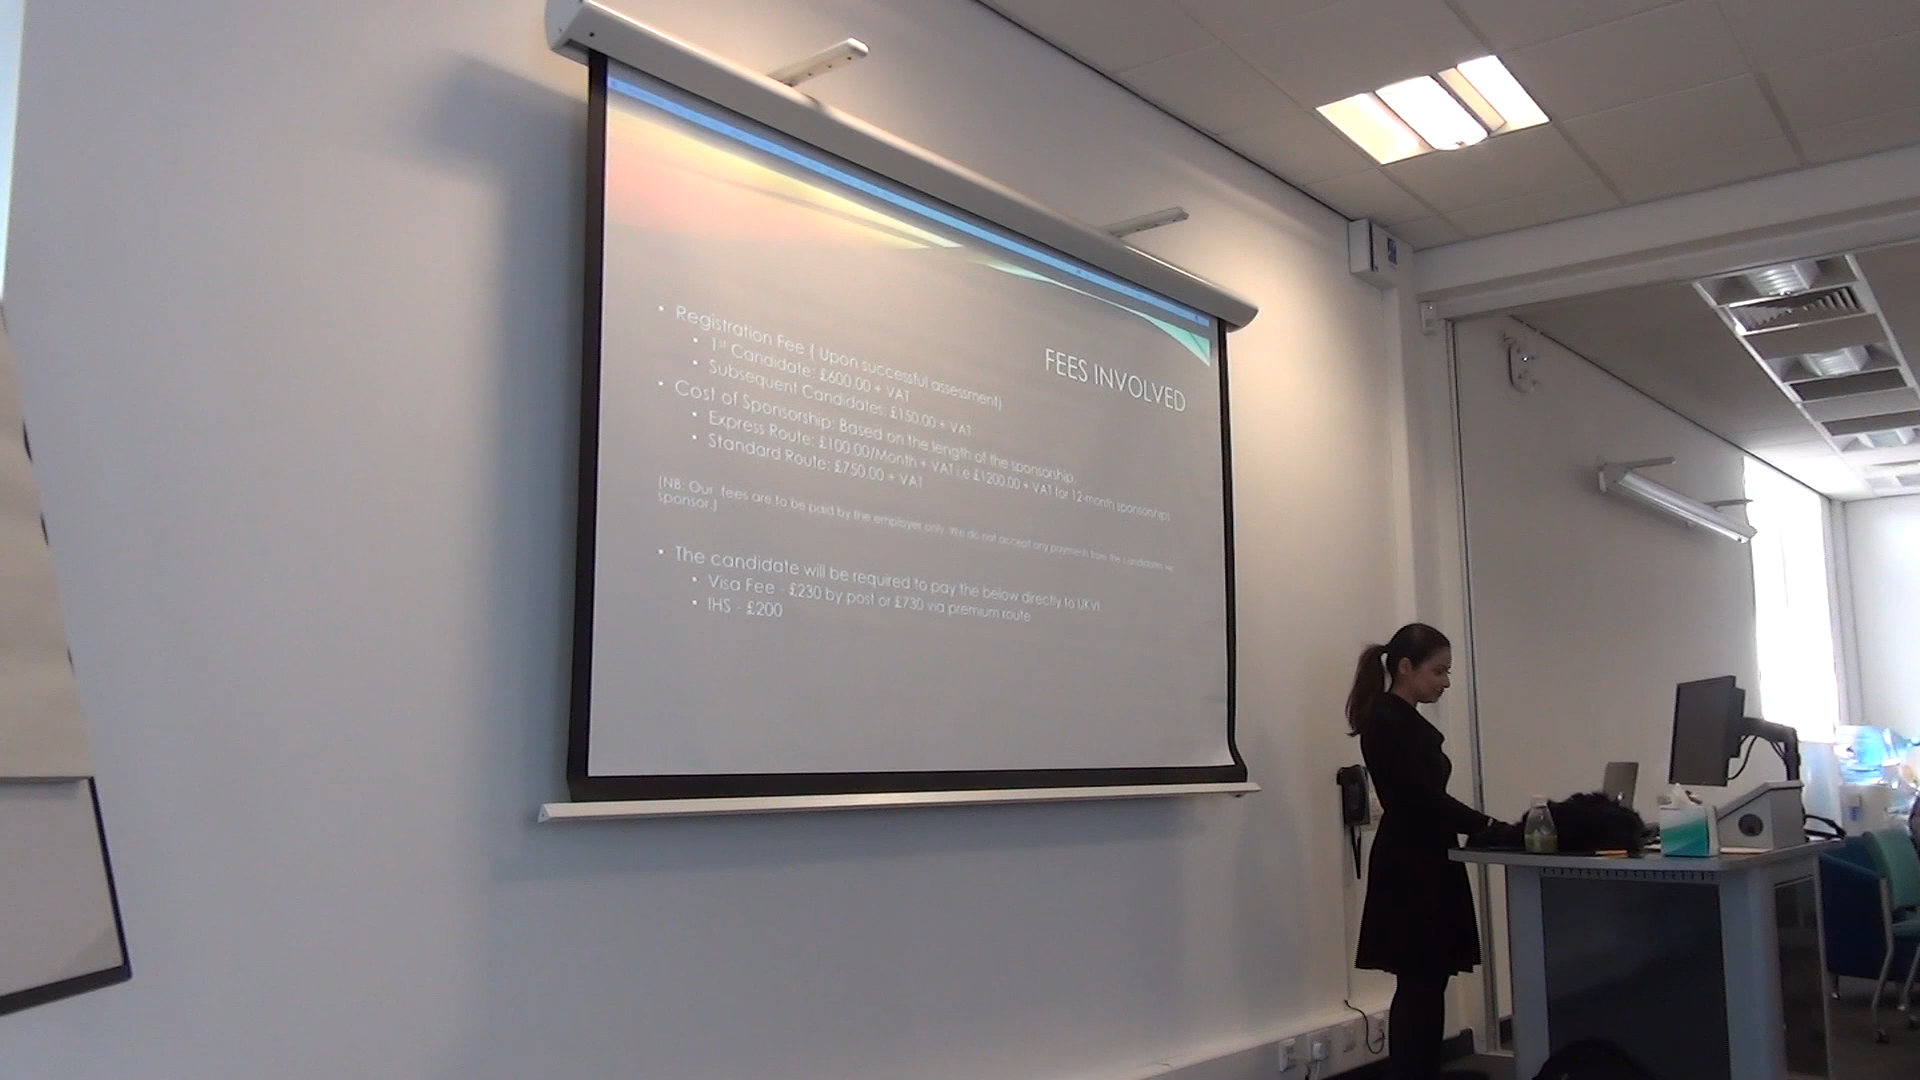 FEES INVOLVED
• Registration Fee ( Upon successful assessment)
• 1st Candidate: £600.00 + VAT
• Subsequent Candidates: £150.00 + VAT
• Cost of Sponsorship: Based on the length of the sponsorship.
• Express Route: £100.00/Month + VAT i.e £1200.00 + VAT for 12-month sponsorships
• Standard Route: £750.00 + VAT
(NB: Our fees are to be paid by the employer only. We do not accept any payments from the candidates we
sponsor.)
• The candidate will be required to pay the below directly to UKVI
• Visa Fee - £230 by post or £730 via premium route
• IHS - £200